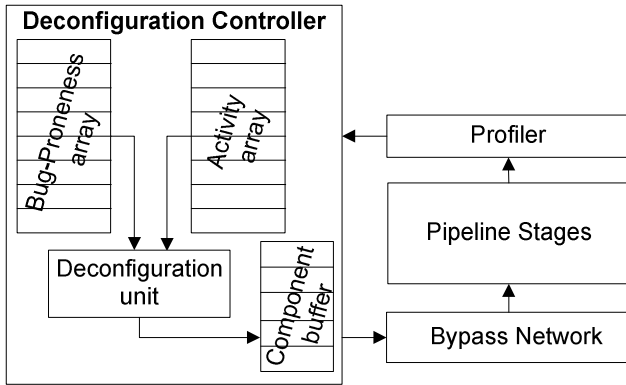 Deconfiguration Controller
Bug-Proneness
array
Activity
array
Deconfiguration
unit
Component
buffer
Profiler
Pipeline Stages
Bypass Network